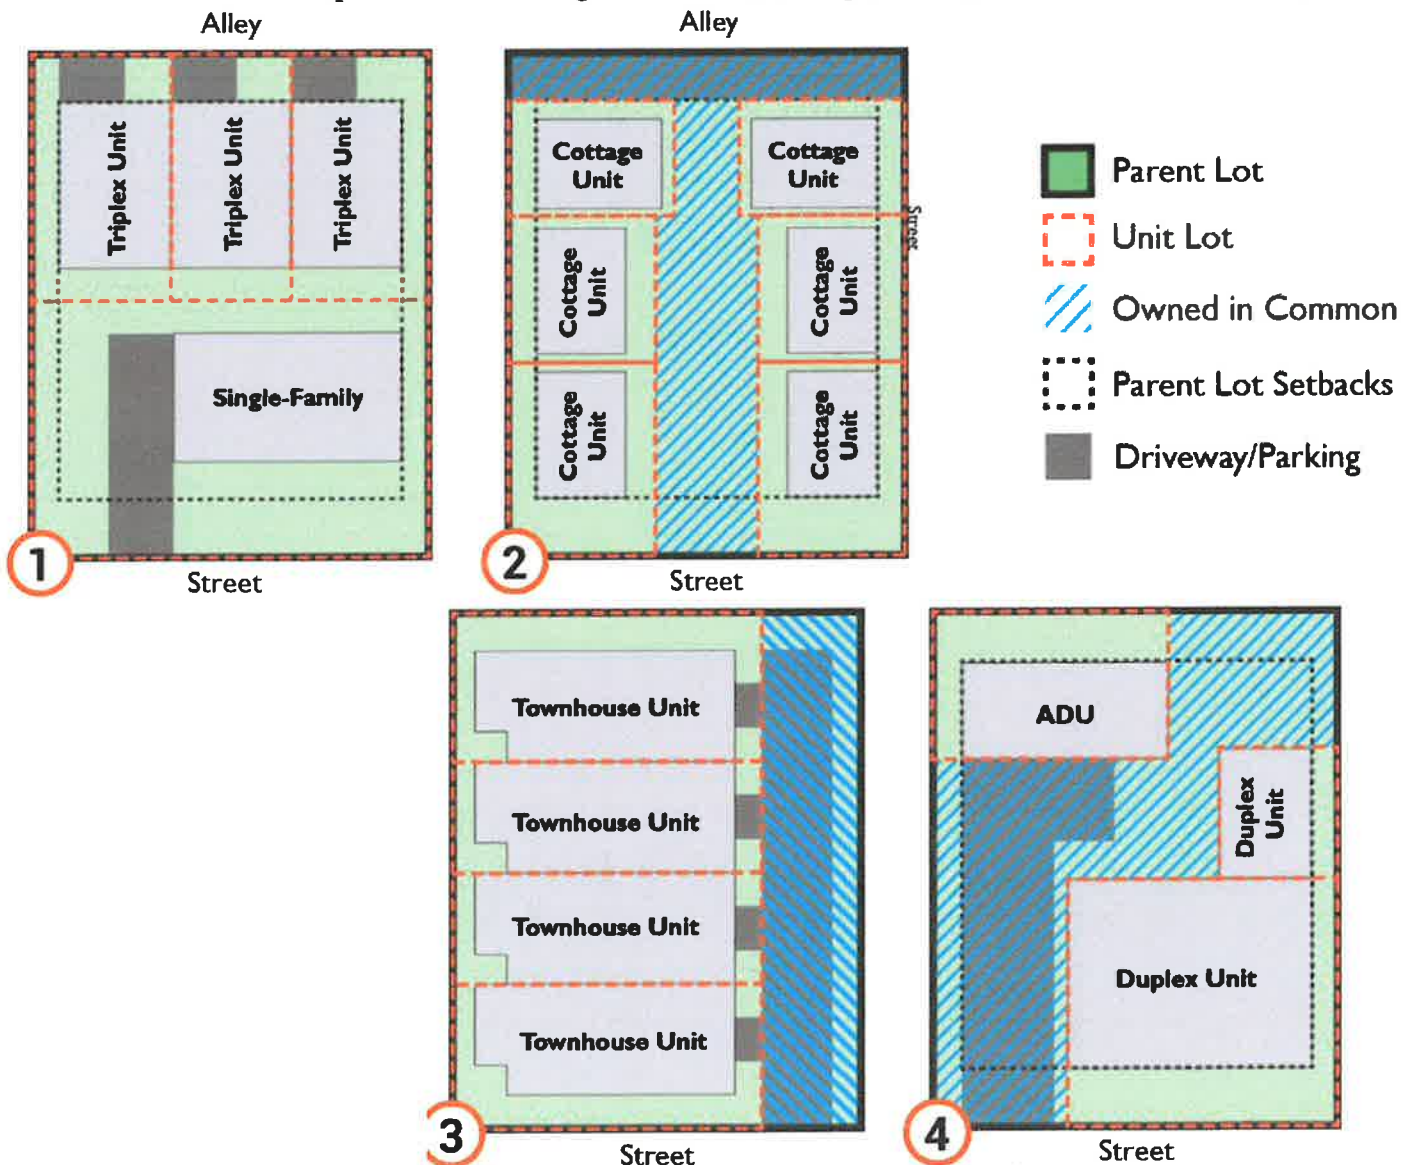 Alley
Triplex Unit
Triplex Unit
Triplex Unit
Single-Family
1
Street
Alley
Cottage
Unit
Cottage
Unit
Street
Cottage
Unit
Cottage
Unit
Cottage
Unit
Cottage
Unit
2
Street
Parent Lot
Unit Lot
Owned in Common
Parent Lot Setbacks
Driveway/Parking
Townhouse Unit
Townhouse Unit
Townhouse Unit
Townhouse Unit
3
Street
ADU
Duplex
Unit
Duplex Unit
4
Street